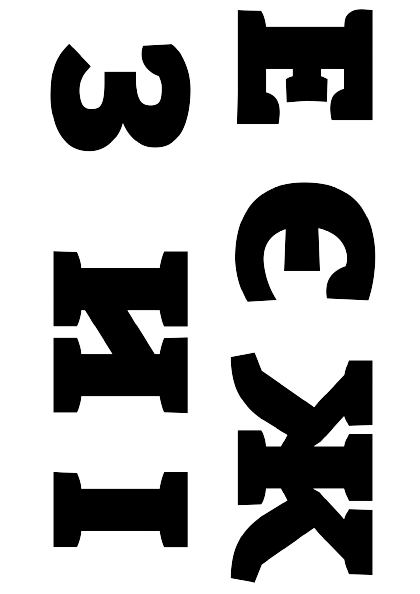 Е Є Ж
З И І